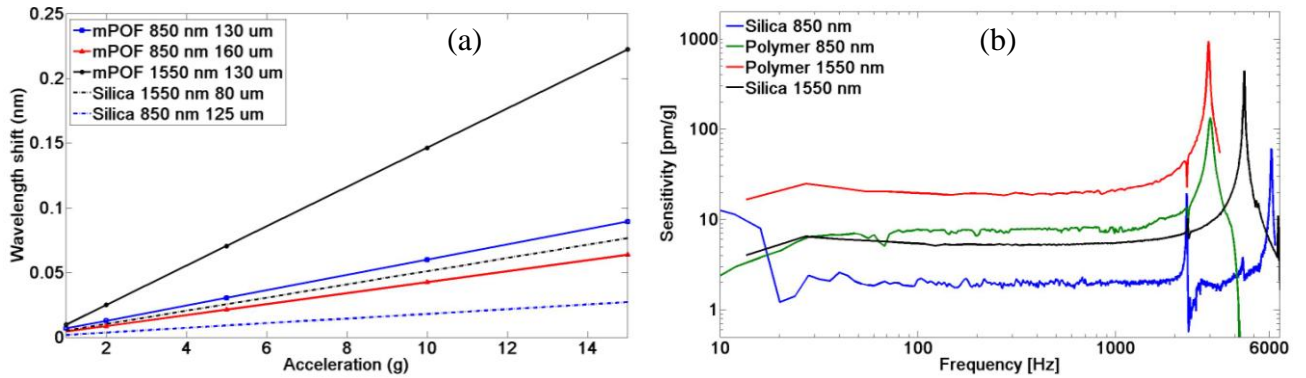 (a)
mPOF 850 nm 130 um
mPOF 850 nm 160 um
mPOF 1550 nm 130 um
Silica 1550 nm 80 um
Silica 850 nm 125 um
Wavelength shift (nm)
0.25
0.2
0.15
0.1
0.05
0
2
4
6
8
10
12
14
Acceleration (g)
(b)
Silica 850 nm
Polymer 850 nm
Polymer 1550 nm
Silica 1550 nm
Sensitivity [pm/g]
1000
100
10
1
10
100
1000
6000
Frequency [Hz]